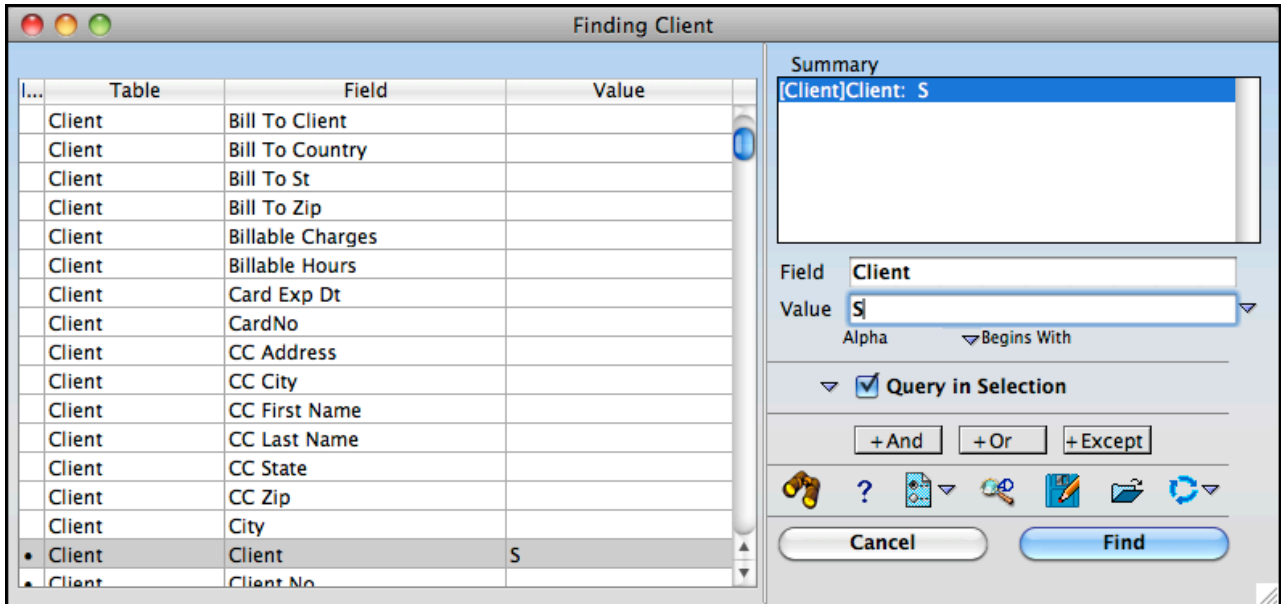 Finding Client
I... Table Field Value
Client Bill To Client
Client Bill To Country
Client Bill To St
Client Bill To Zip
Client Billable Charges
Client Billable Hours
Client Card Exp Dt
Client CardNo
Client CC Address
Client CC City
Client CC First Name
Client CC Last Name
Client CC State
Client CC Zip
Client City
• Client Client S
• Client Client No
Summary
[Client]Client: S
Field Client
Value S
Alpha Begins With
Query in Selection
+And +Or +Except
?
Cancel Find